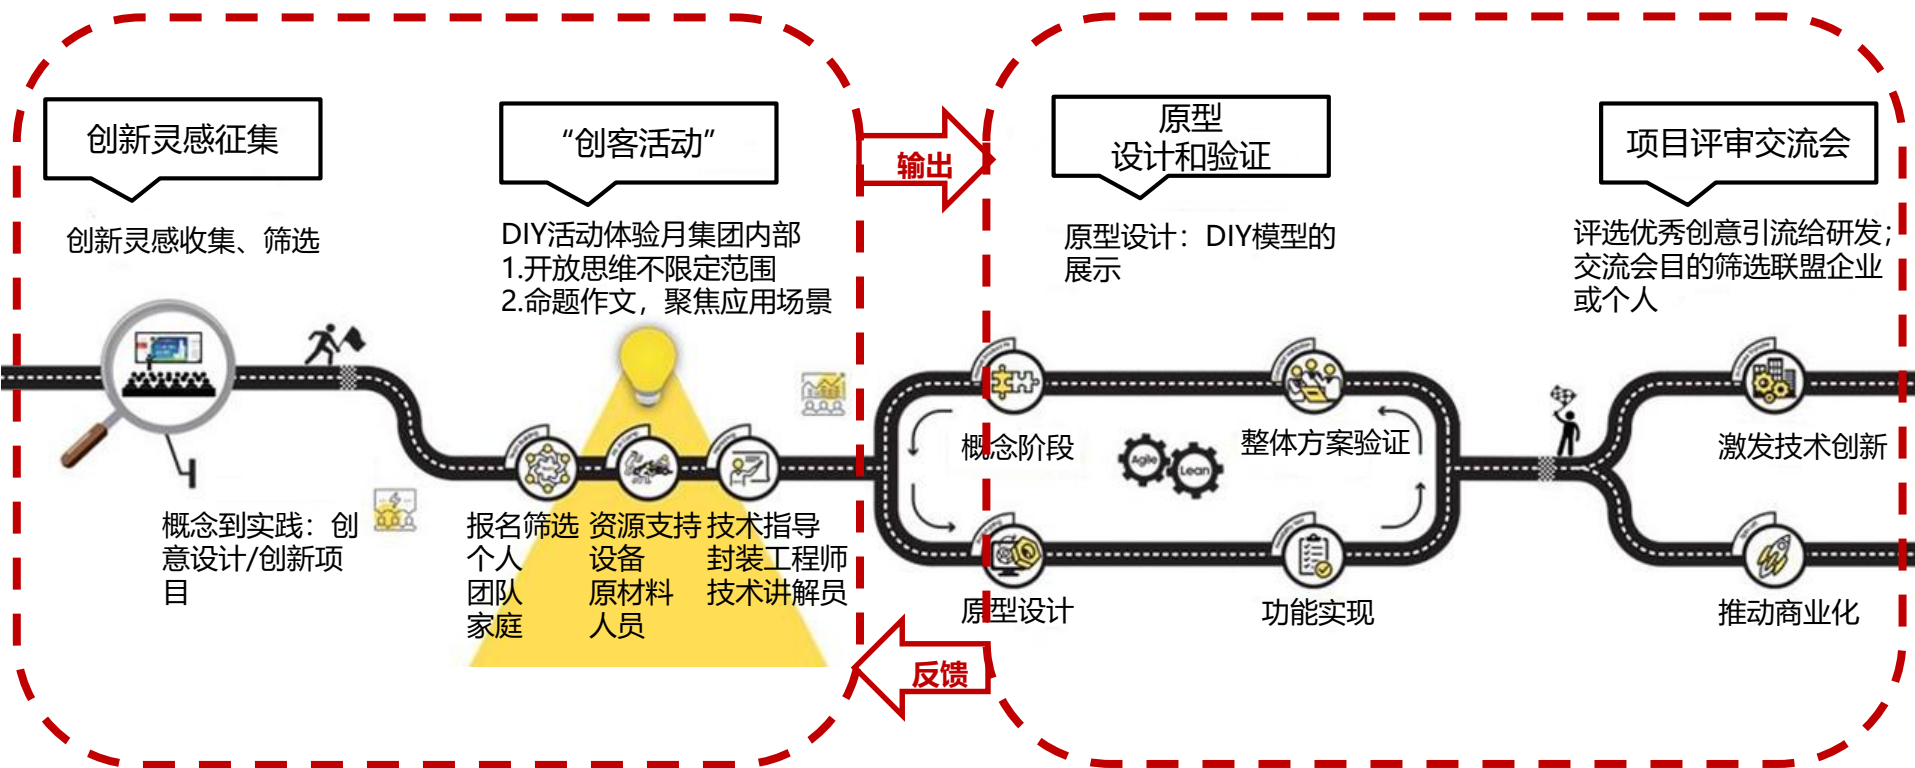 创新灵感征集
创新灵感收集、筛选
概念到实践：创
意设计/创新项
目
“创客活动”
DIY活动体验月集团内部
1.开放思维不限定范围
2.命题作文，聚焦应用场景
报名筛选
个人
团队
家庭
资源支持
设备
原材料
人员
技术指导
封装工程师
技术讲解员
输出
反馈
原型
设计和验证
原型设计：DIY模型的
展示
概念阶段
整体方案验证
Agile
Lean
原型设计
功能实现
项目评审交流会
评选优秀创意引流给研发；
交流会目的筛选联盟企业
或个人
激发技术创新
推动商业化